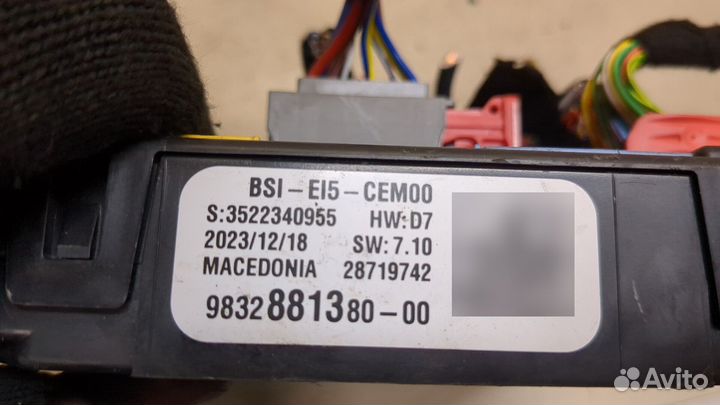 BSI-EI5-CEM00
S:3522340955 HW:D7
2023/12/18 SW:7.10
MACEDONIA 28719742
9832881380-00
Avito